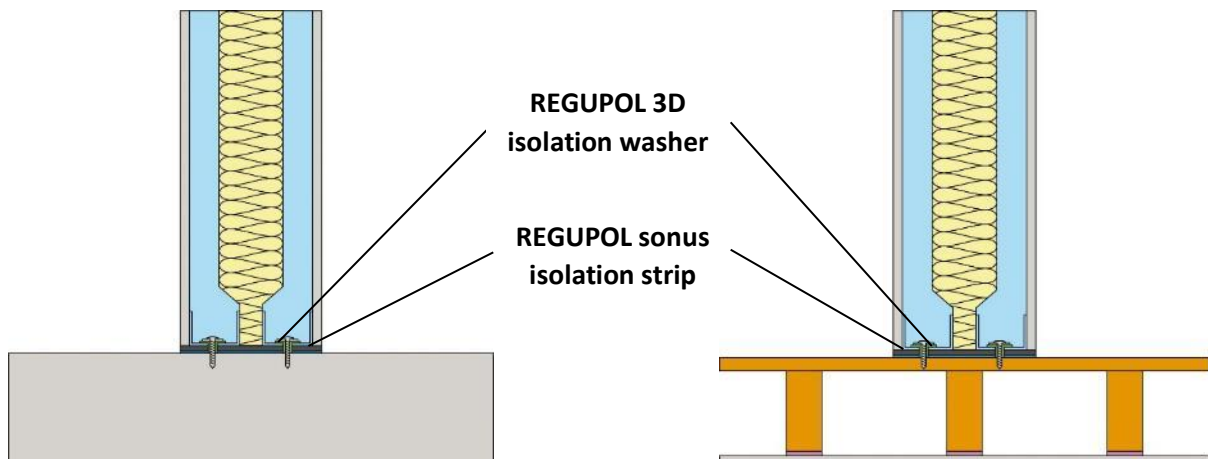 REGUPOL 3D
isolation washer
REGUPOL sonus
isolation strip